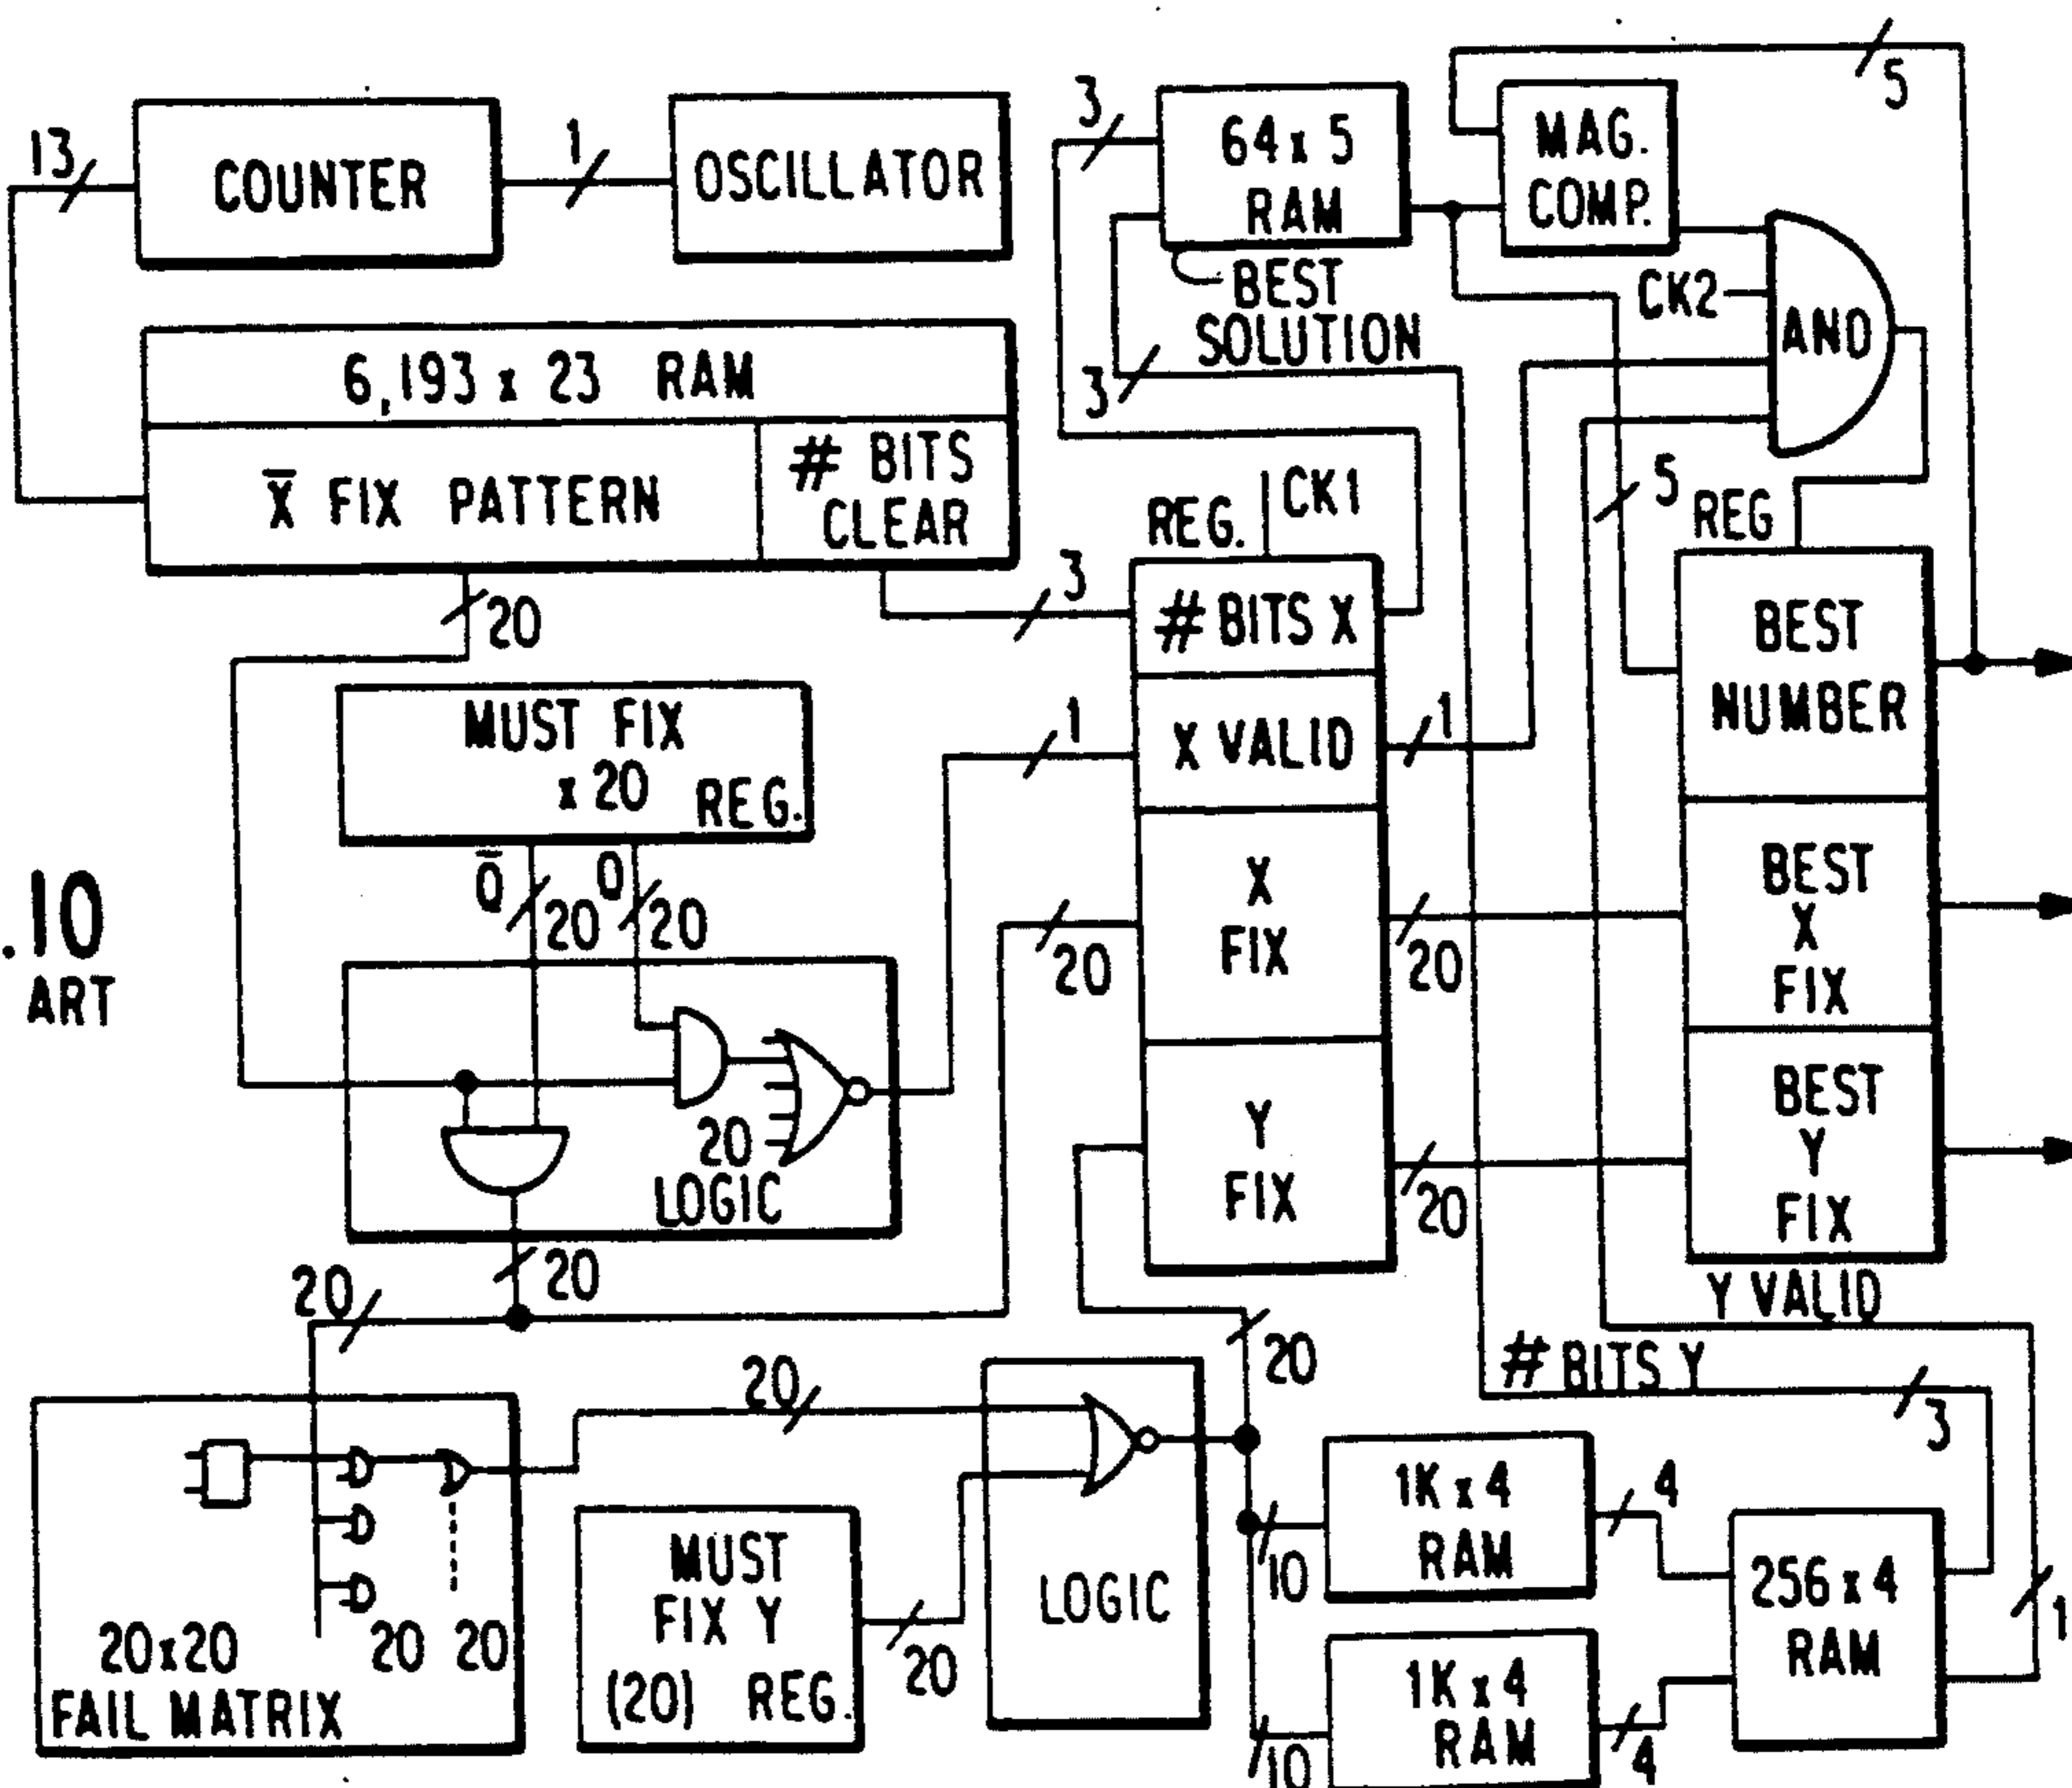 13
COUNTER
1
OSCILLATOR
3
64 x 5
RAM
BEST
SOLUTION
3
MAG.
COMP.
5
CK2
AND
6,193 x 23 RAM
X̄ FIX PATTERN
# BITS
CLEAR
20
3
REG.
CK1
# BITS X
1
X VALID
1
20
X
FIX
20
Y
FIX
20
5
REG
BEST
NUMBER
BEST
X
FIX
BEST
Y
FIX
MUST FIX
x 20 REG.
Q̄
20
Q
20
.10
ART
20
LOGIC
20
20
20x20
FAIL MATRIX
20
20
20
MUST
FIX Y
(20) REG.
20
LOGIC
20
10
1K x 4
RAM
4
10
1K x 4
RAM
4
256 x 4
RAM
Y VALID
# BITS Y
3
1